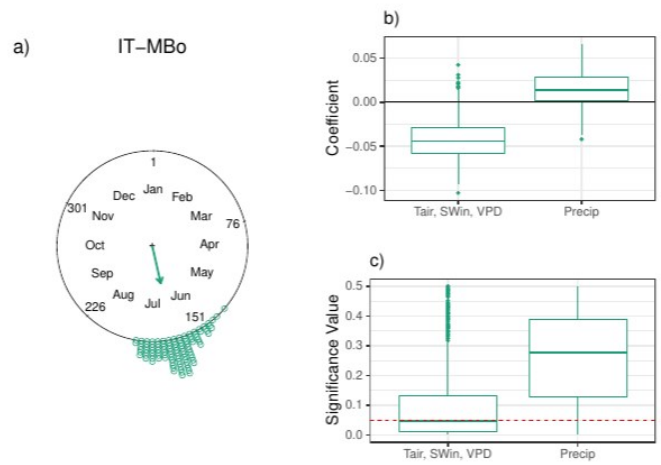 a)
IT−MBo
1
Jan
Feb
Mar
76
Apr
May
Jun
151
Jul
Aug
226
Sep
Oct
Nov
301
Dec
b)
Coefficient
0.05
0.00
−0.05
−0.10
Tair, SWin, VPD
Precip
c)
Significance Value
0.5
0.4
0.3
0.2
0.1
0.0
Tair, SWin, VPD
Precip